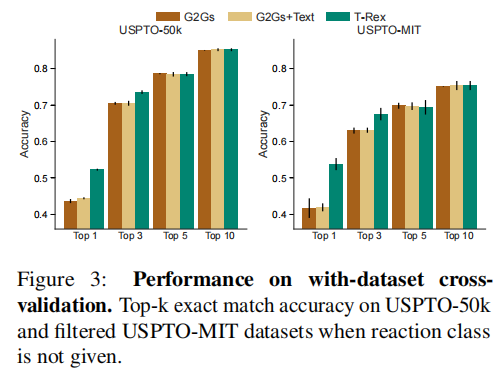 G2Gs G2Gs+Text T-Rex
USPTO-50k USPTO-MIT
Accuracy
0.8
0.7
0.6
0.5
0.4
Top 1 Top 3 Top 5 Top 10
Accuracy
0.8
0.7
0.6
0.5
0.4
Top 1 Top 3 Top 5 Top 10
Figure 3: Performance on with-dataset cross-
validation. Top-k exact match accuracy on USPTO-50k
and filtered USPTO-MIT datasets when reaction class
is not given.